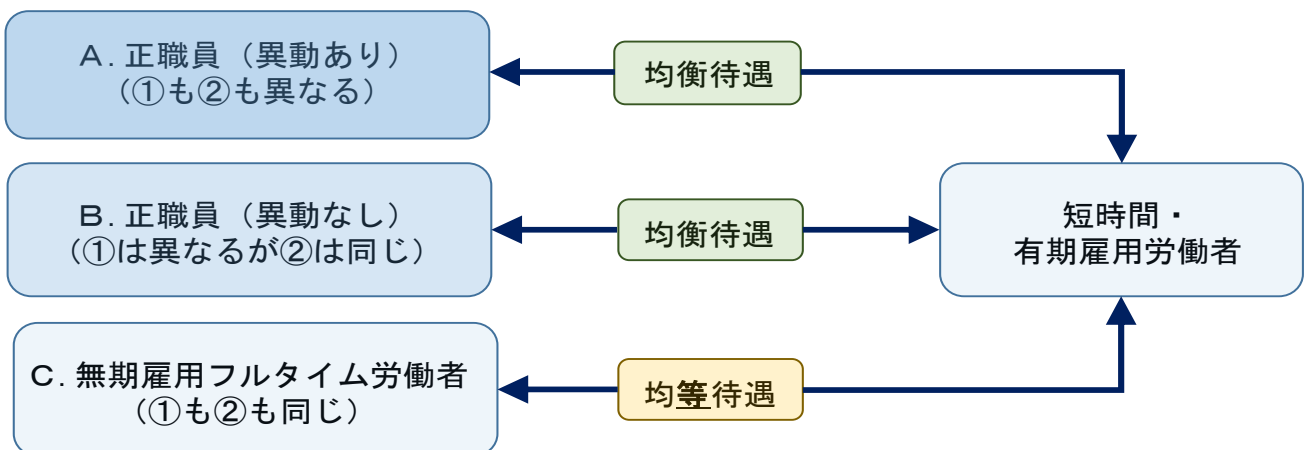 A. 正職員（異動あり）
（①も②も異なる）
均衡待遇
B. 正職員（異動なし）
（①は異なるが②は同じ）
均衡待遇
短時間・
有期雇用労働者
C. 無期雇用フルタイム労働者
（①も②も同じ）
均等待遇